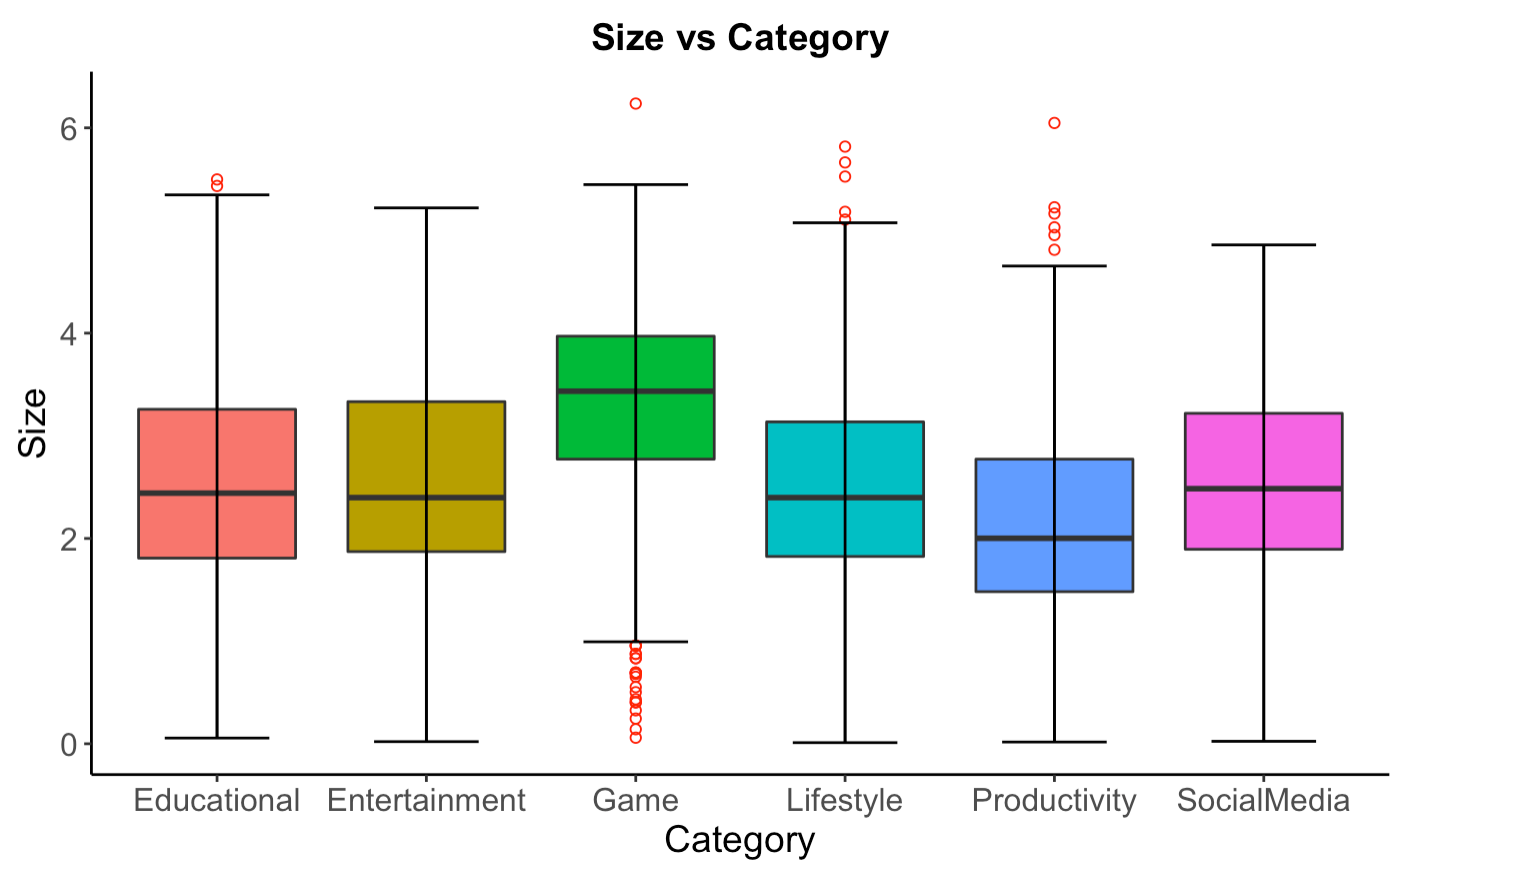 Size vs Category
Size
6
4
2
0
Educational Entertainment Game Lifestyle Productivity SocialMedia
Category